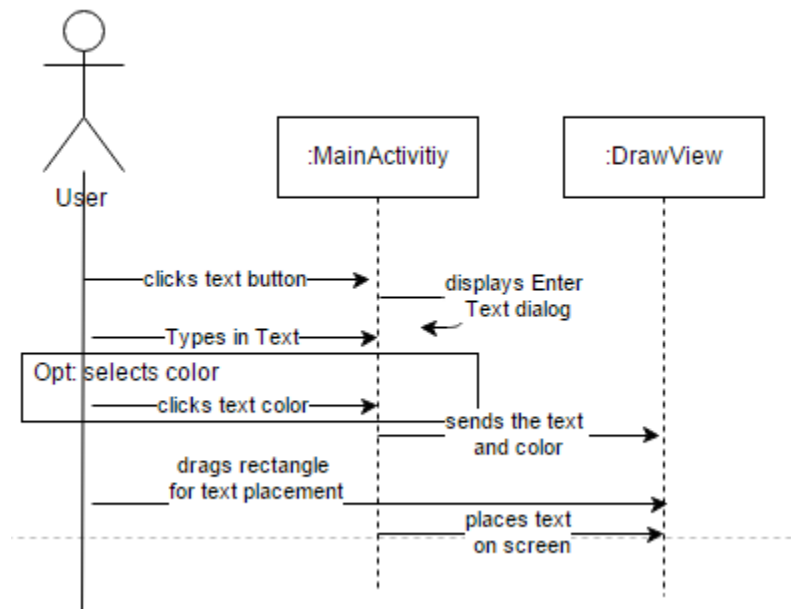 :MainActivitiy
:DrawView
User
clicks text button
displays Enter
Text dialog
Types in Text
Opt: selects color
clicks text color
sends the text
and color
drags rectangle
for text placement
places text
on screen